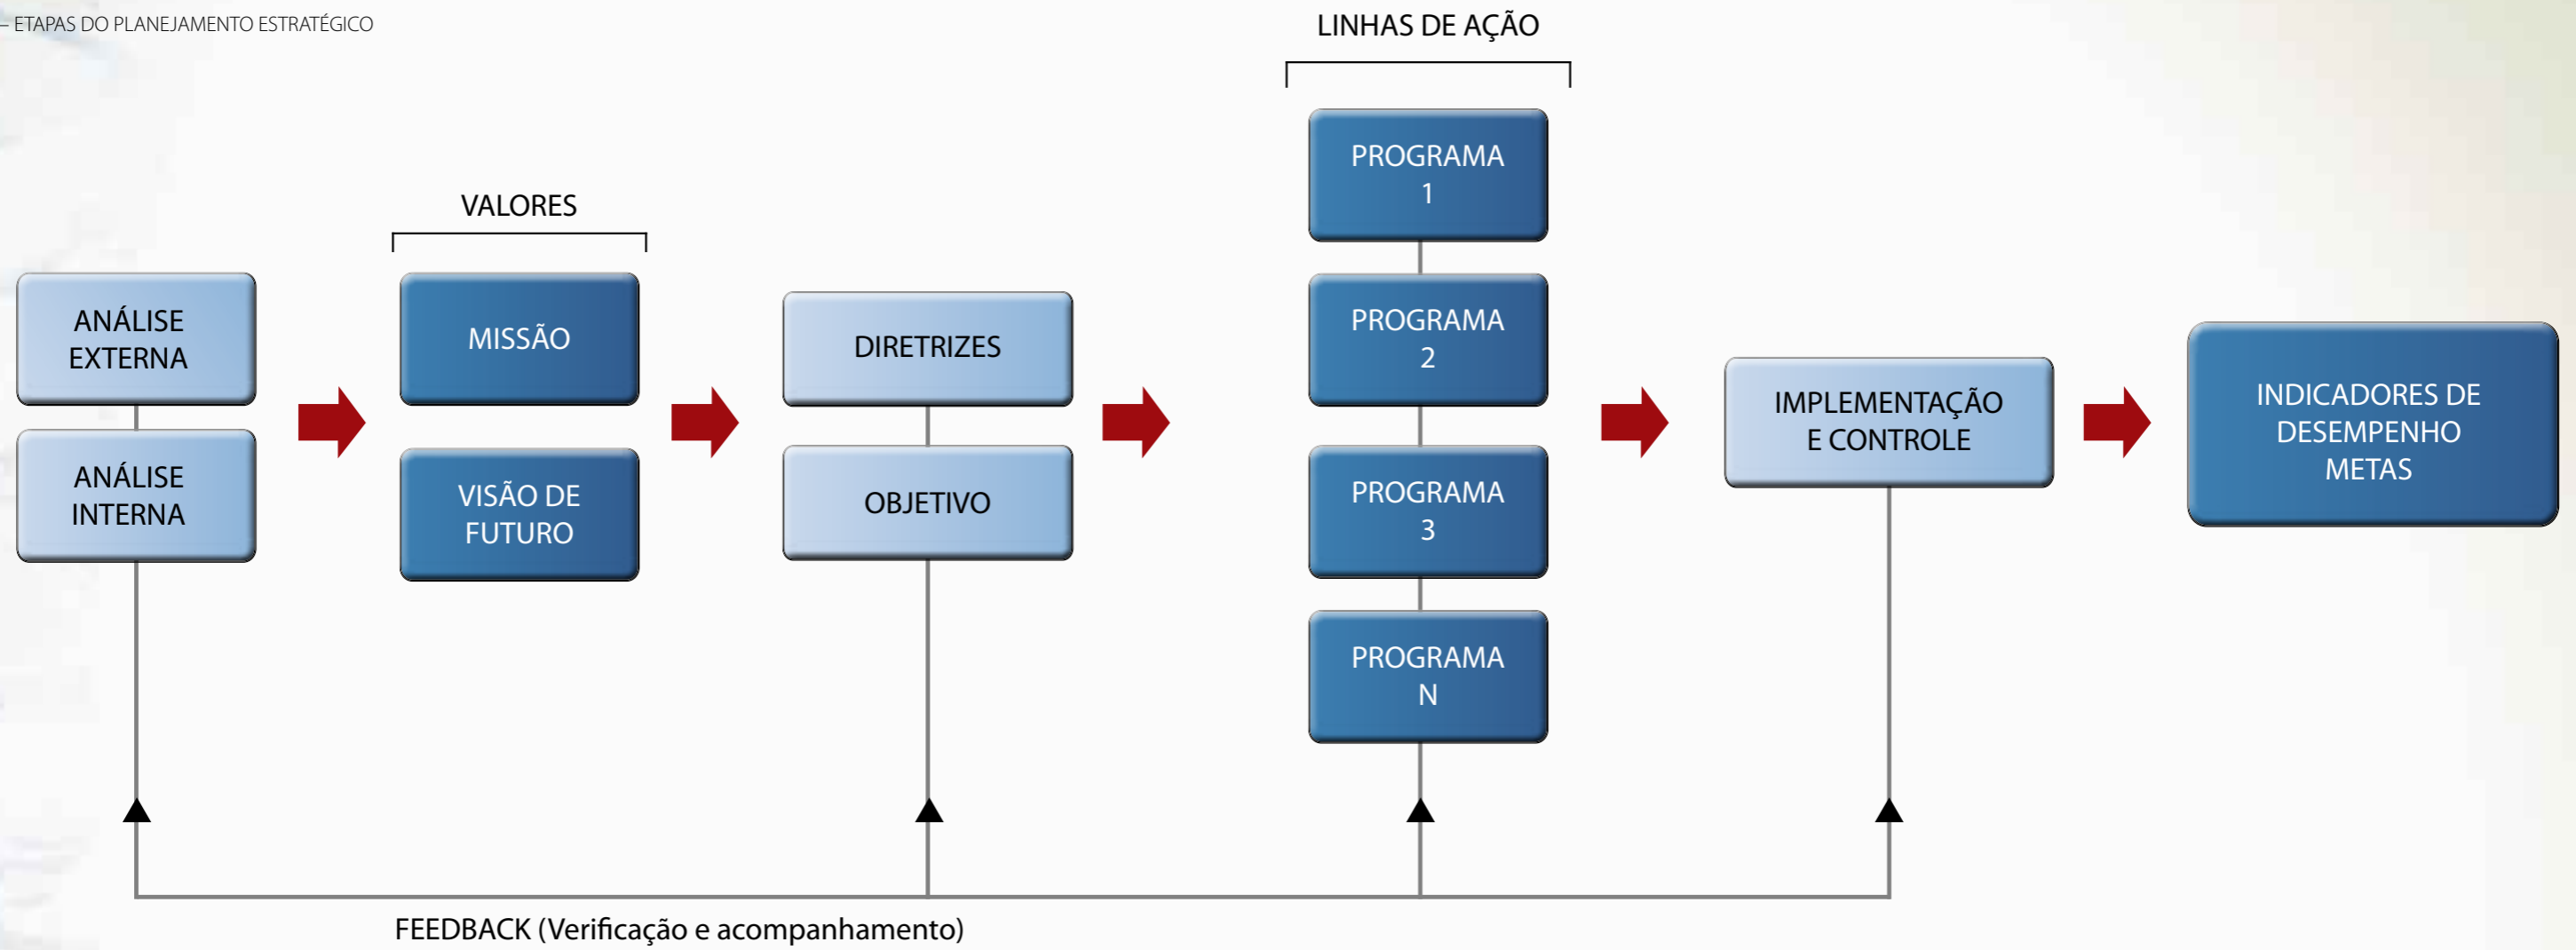 – ETAPAS DO PLANEJAMENTO ESTRATÉGICO
ANÁLISE
EXTERNA
ANÁLISE
INTERNA
VALORES
MISSÃO
VISÃO DE
FUTURO
DIRETRIZES
OBJETIVO
LINHAS DE AÇÃO
PROGRAMA
1
PROGRAMA
2
PROGRAMA
3
PROGRAMA
N
IMPLEMENTAÇÃO
E CONTROLE
INDICADORES DE
DESEMPENHO
METAS
FEEDBACK (Verificação e acompanhamento)